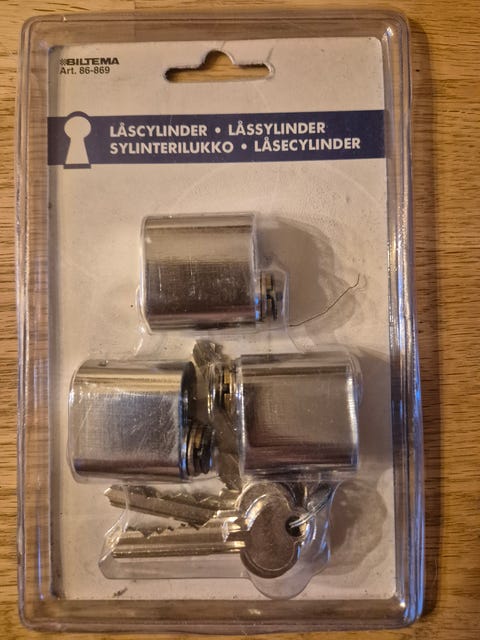 BILTEMA
Art. 86-869
LÅSCYLINDER • LÅSSYLINDER
SYLINTERILUKKO • LÅSECYLINDER